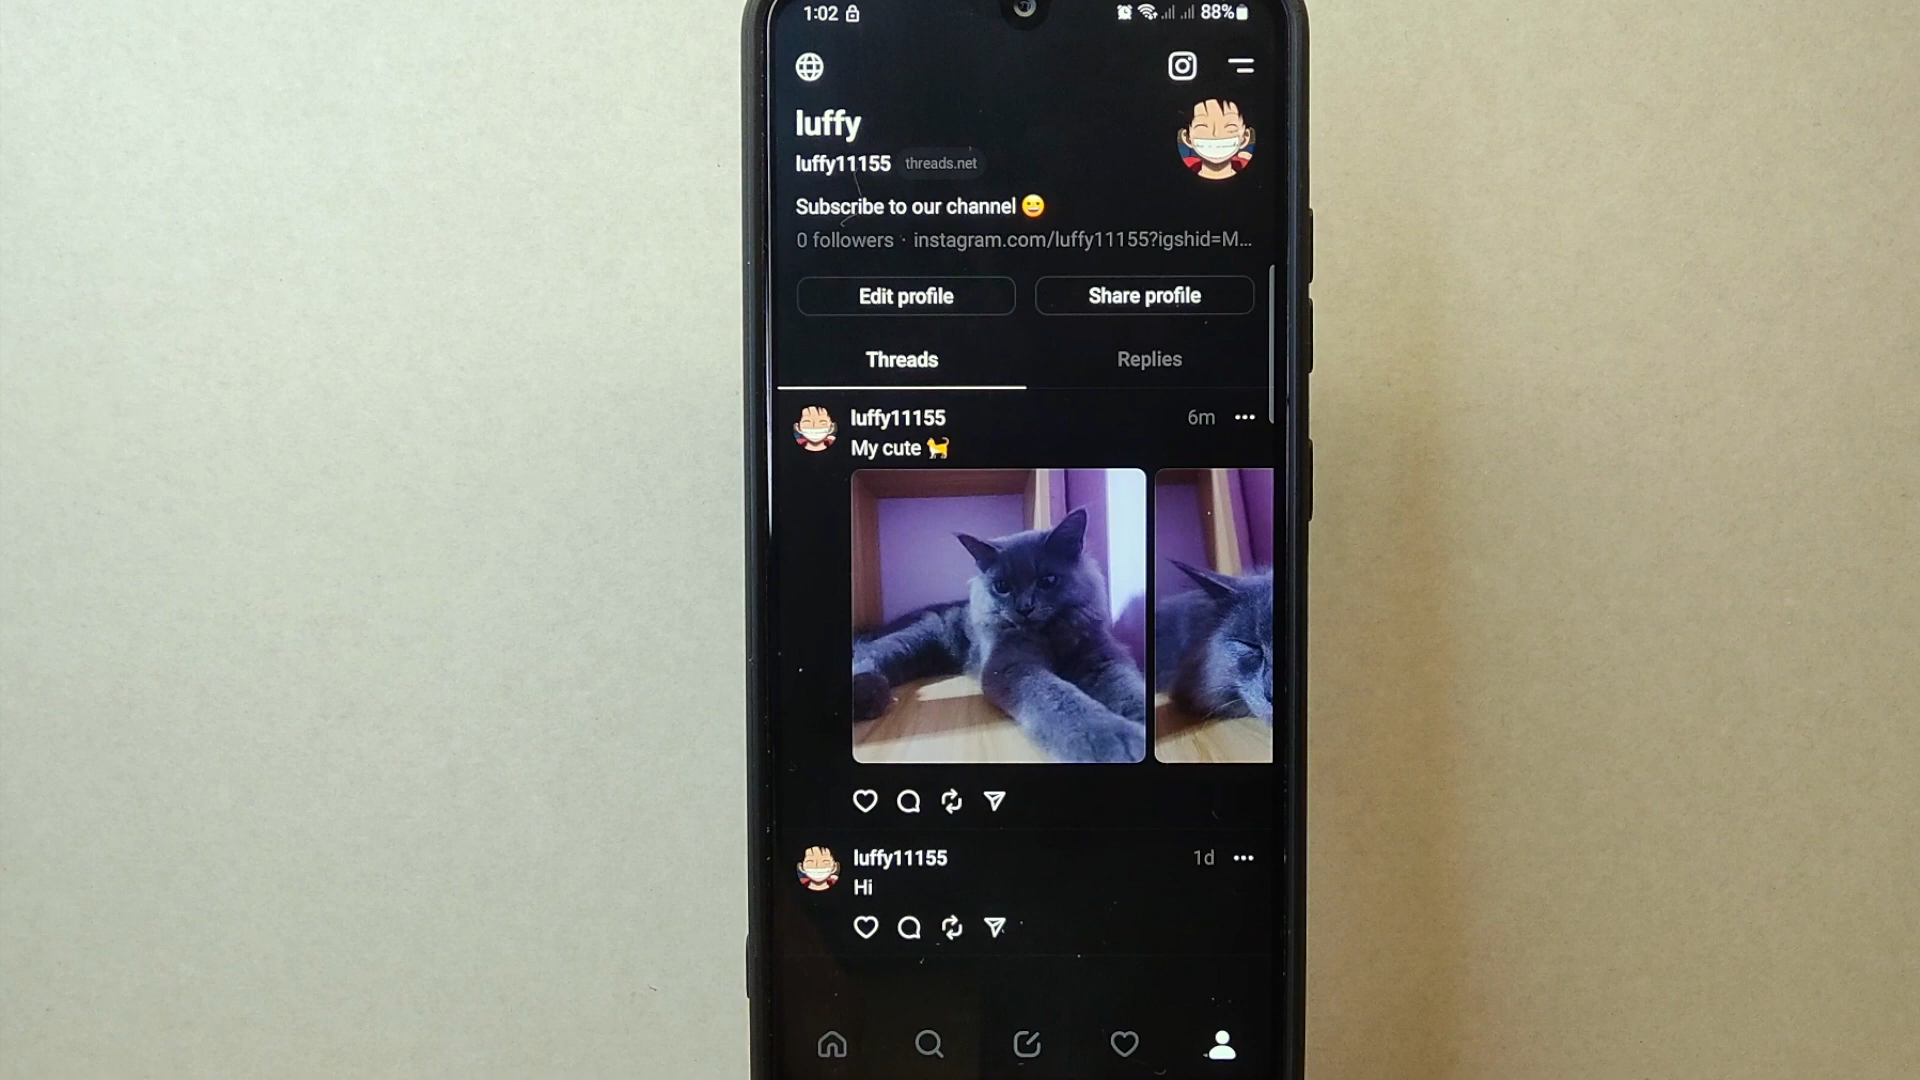 1:02 88%
luffy
luffy11155 threads.net
Subscribe to our channel 😀
0 followers · instagram.com/luffy11155?igshid=M...
Edit profile Share profile
Threads Replies
luffy11155 6m
My cute 🐈
luffy11155 1d
Hi